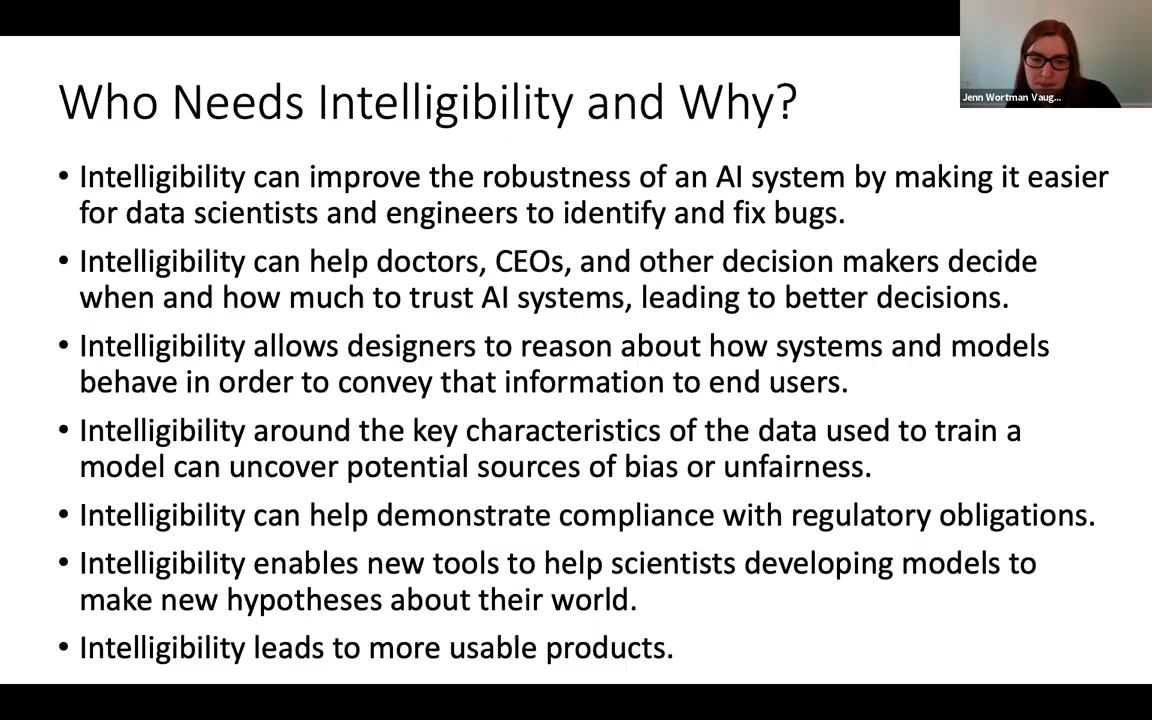 Jenn Wortman Vaug...
Who Needs Intelligibility and Why?
• Intelligibility can improve the robustness of an AI system by making it easier
for data scientists and engineers to identify and fix bugs.
• Intelligibility can help doctors, CEOs, and other decision makers decide
when and how much to trust AI systems, leading to better decisions.
• Intelligibility allows designers to reason about how systems and models
behave in order to convey that information to end users.
• Intelligibility around the key characteristics of the data used to train a
model can uncover potential sources of bias or unfairness.
• Intelligibility can help demonstrate compliance with regulatory obligations.
• Intelligibility enables new tools to help scientists developing models to
make new hypotheses about their world.
• Intelligibility leads to more usable products.